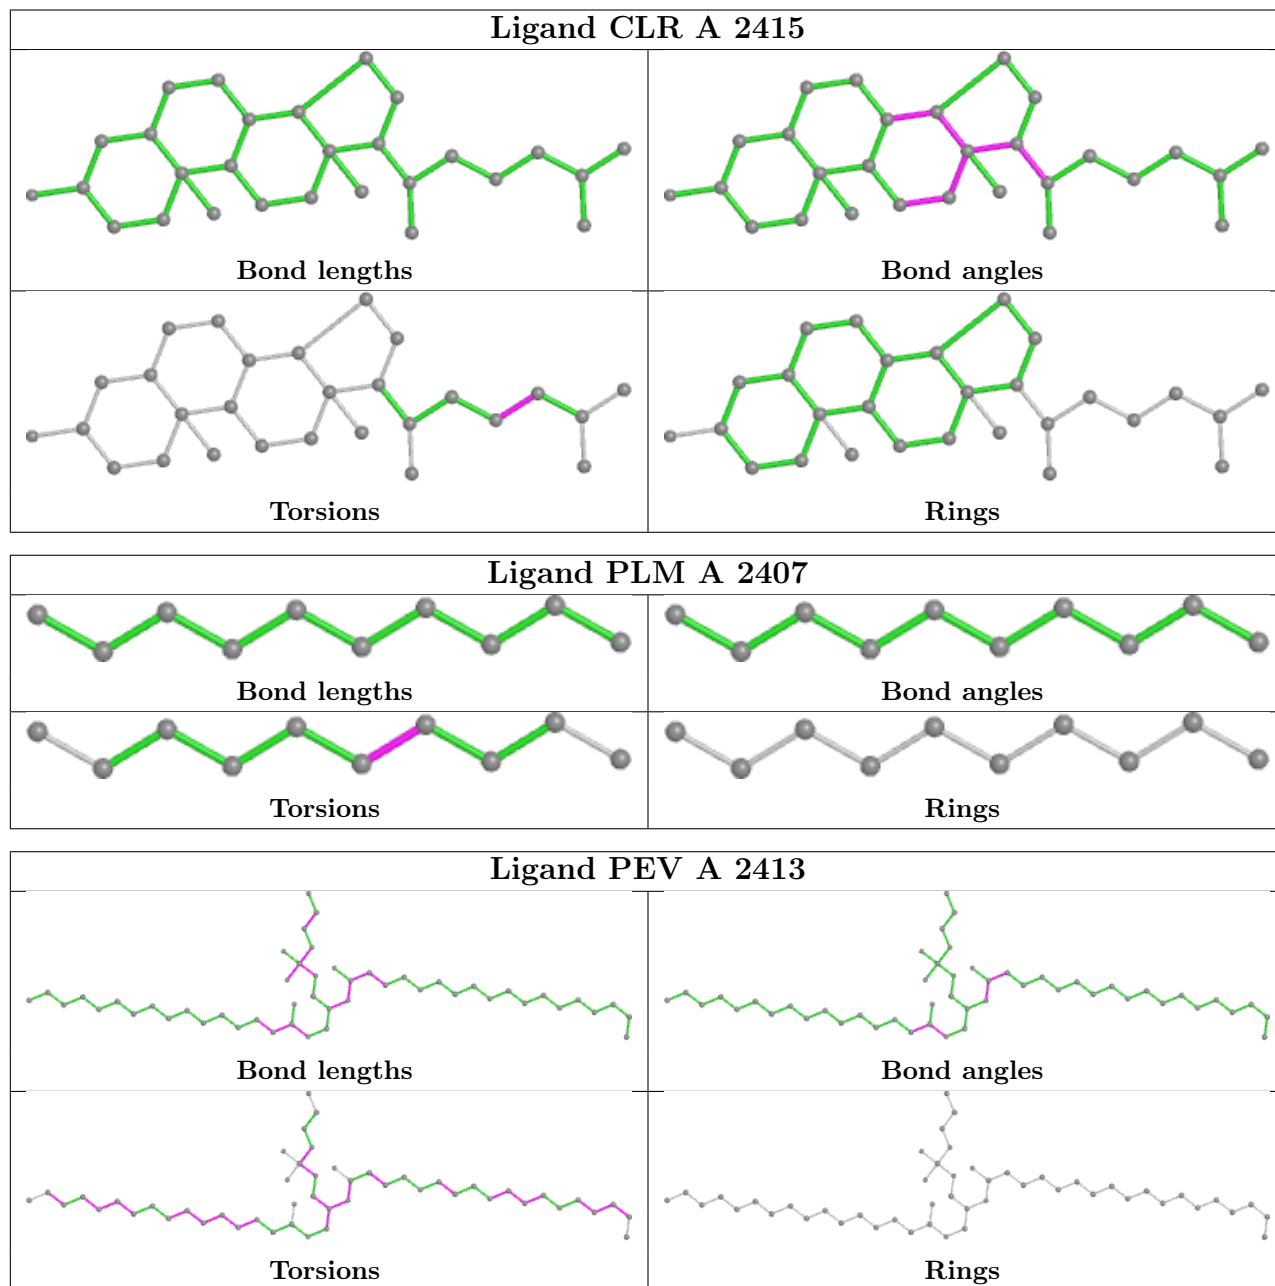 Ligand CLR A 2415
Bond lengths
Bond angles
Torsions
Rings
Ligand PLM A 2407
Bond lengths
Bond angles
Torsions
Rings
Ligand PEV A 2413
Bond lengths
Bond angles
Torsions
Rings